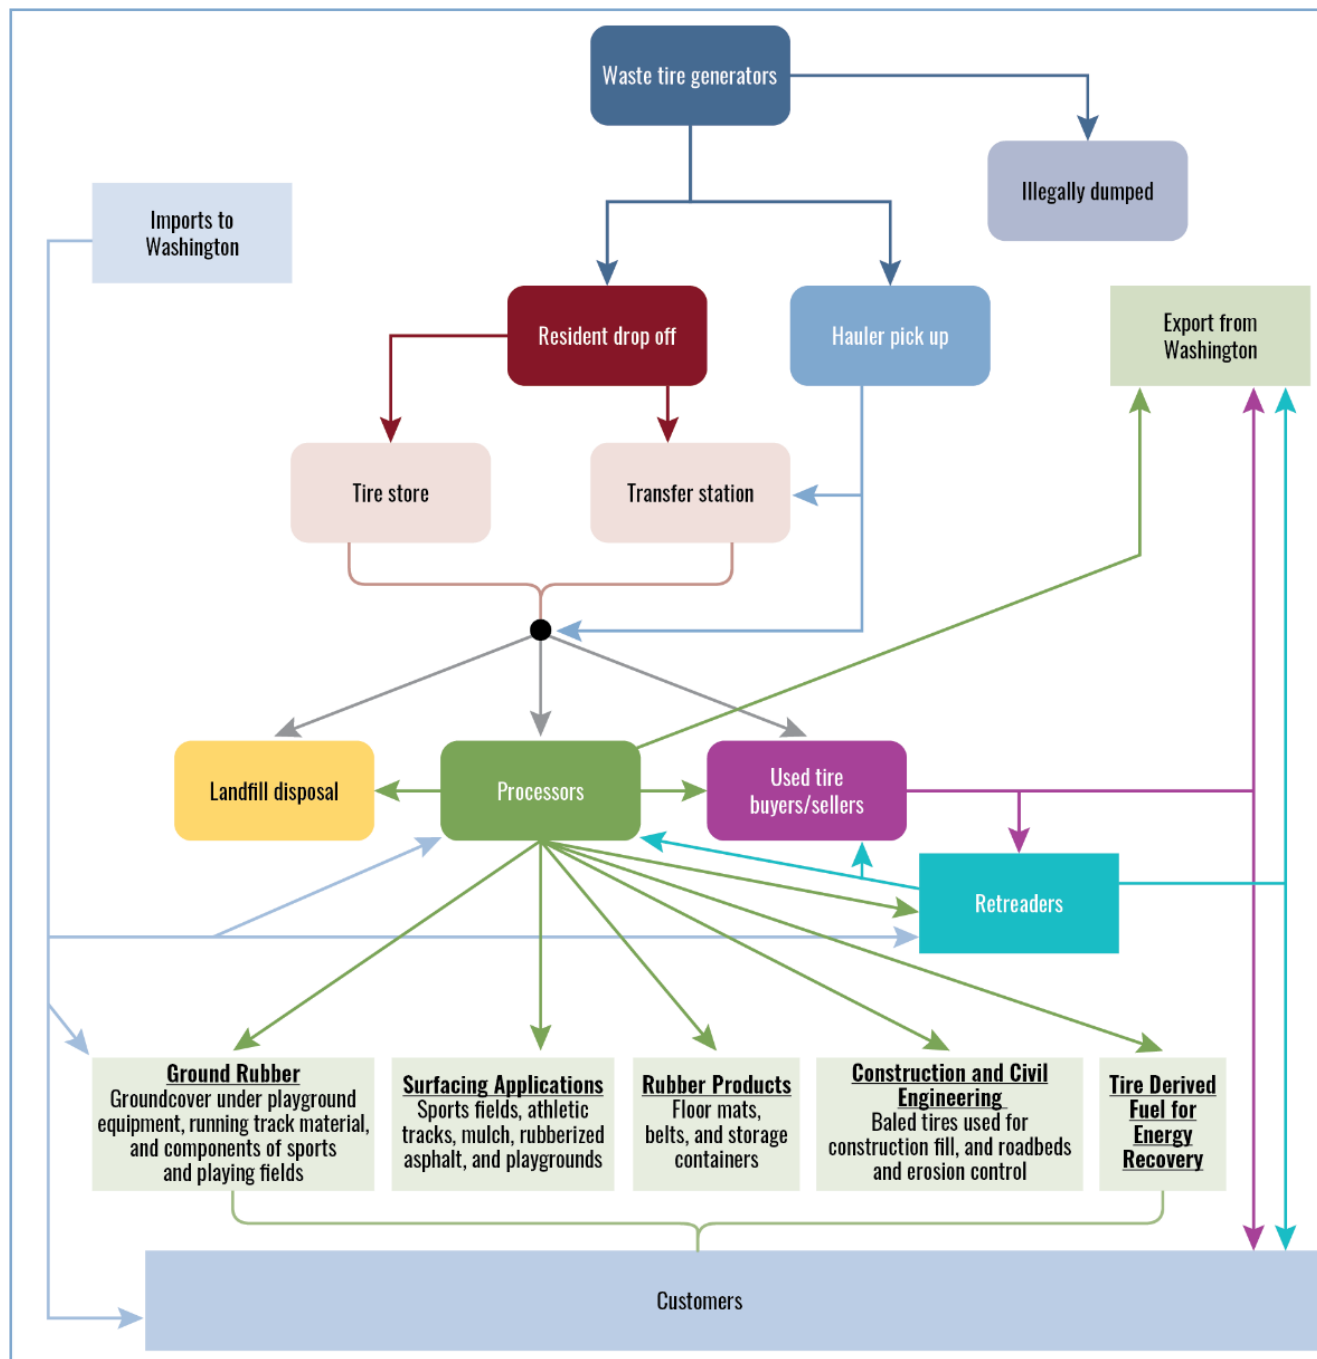 Waste tire generators
Illegally dumped
Imports to
Washington
Resident drop off
Hauler pick up
Export from
Washington
Tire store
Transfer station
Landfill disposal
Processors
Used tire
buyers/sellers
Retreaders
Ground Rubber
Groundcover under playground
equipment, running track material,
and components of sports
and playing fields
Surfacing Applications
Sports fields, athletic
tracks, mulch, rubberized
asphalt, and playgrounds
Rubber Products
Floor mats,
belts, and storage
containers
Construction and Civil
Engineering
Baled tires used for
construction fill, and roadbeds
and erosion control
Tire Derived
Fuel for
Energy
Recovery
Customers